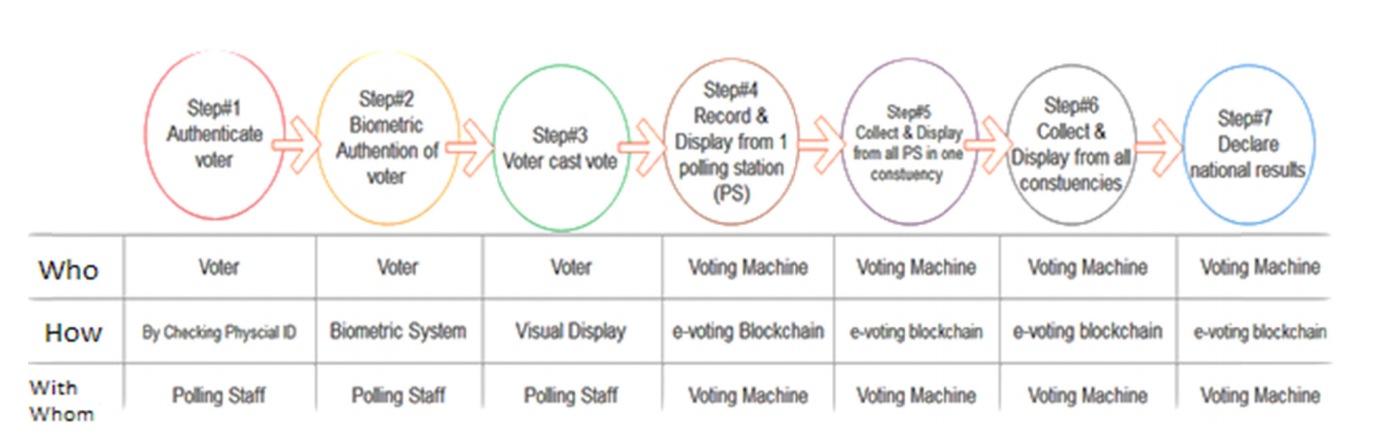 Step#1
Authenticate
voter
Step#2
Biometric
Authention of
voter
Step#3
Voter cast vote
Step#4
Record &
Display from 1
polling station
(PS)
Step#5
Collect & Display
from all PS in one
constuency
Step#6
Collect &
Display from all
constuencies
Step#7
Declare
national results
Who Voter Voter Voter Voting Machine Voting Machine Voting Machine Voting Machine
How By Checking Physcial ID Biometric System Visual Display e-voting Blockchain e-voting blockchain e-voting blockchain e-voting blockchain
With
Whom Polling Staff Polling Staff Polling Staff Voting Machine Voting Machine Voting Machine Voting Machine